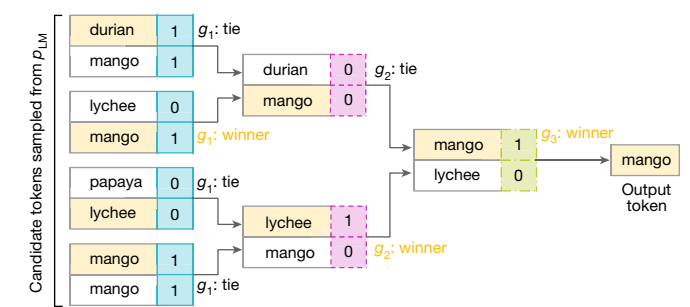 Candidate tokens sampled from pLM
durian 1 g1: tie
mango 1
lychee 0
mango 1 g1: winner
papaya 0 g1: tie
lychee 0
mango 1
mango 1 g1: tie
durian 0 g2: tie
mango 0
lychee 1
mango 0 g2: winner
mango 1 g3: winner
lychee 0
mango
Output
token